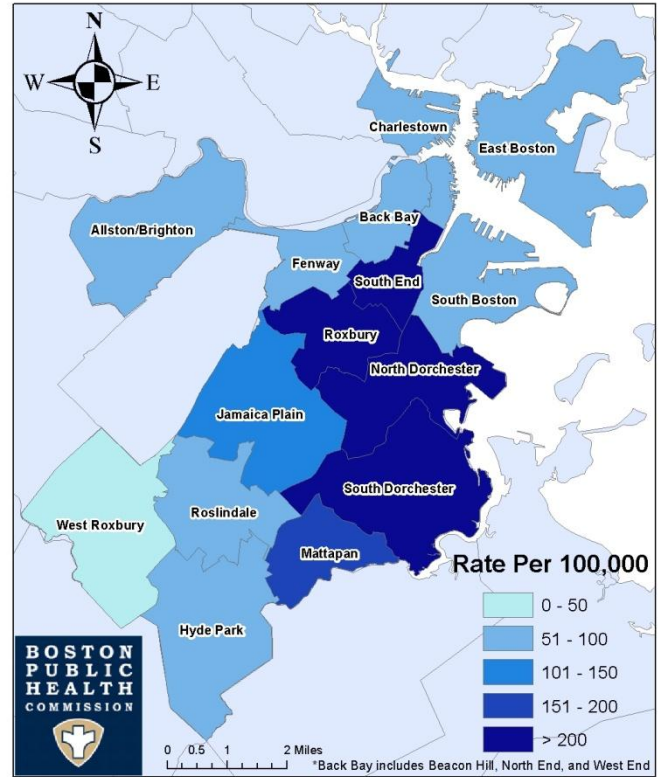 N
W E
S
Charlestown
East Boston
Allston/Brighton
Back Bay
Fenway
South End
South Boston
Roxbury
North Dorchester
Jamaica Plain
South Dorchester
West Roxbury
Roslindale
Mattapan
Hyde Park
Rate Per 100,000
0 - 50
51 - 100
101 - 150
151 - 200
> 200
BOSTON
PUBLIC
HEALTH
COMMISSION
0 0.5 1 2 Miles
*Back Bay includes Beacon Hill, North End, and West End